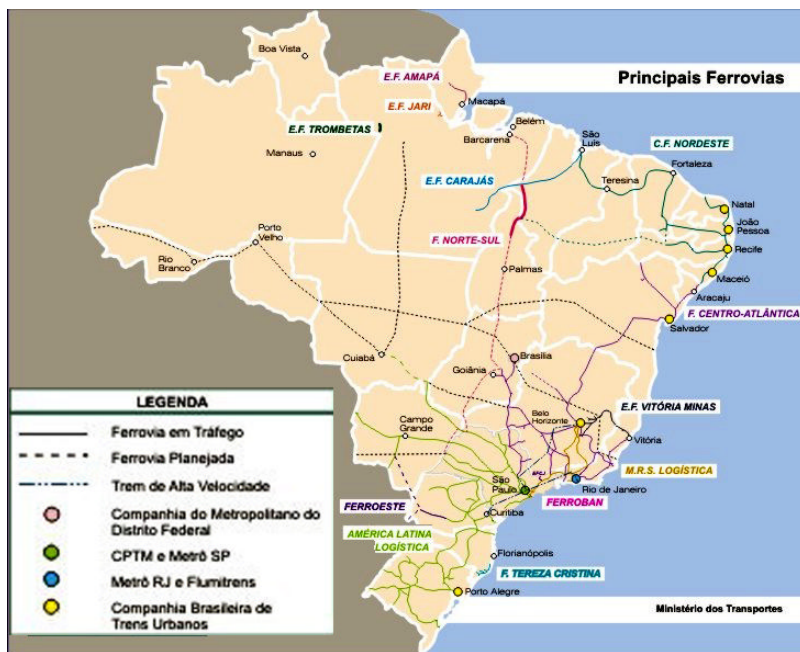 Principais Ferrovias
Boa Vista
E.F. AMAPÁ
E.F. JARI
Macapá
E.F. TROMBETAS
Manaus
Belém
Barcarena
São
Luis
C.F. NORDESTE
Fortaleza
Teresina
E.F. CARAJÁS
Natal
João
Pessoa
Recife
F. NORTE-SUL
Porto
Velho
Rio
Branco
Palmas
Maceió
Aracaju
F. CENTRO-ATLÂNTICA
Salvador
Cuiabá
Brasília
Goiânia
E.F. VITÓRIA MINAS
Belo
Horizonte
Vitória
Campo
Grande
M.R.S. LOGÍSTICA
São
Paulo
Rio de Janeiro
FERROESTE
FERROBAN
Curitiba
AMÉRICA LATINA
LOGÍSTICA
Florianópolis
F. TEREZA CRISTINA
Porto Alegre
LEGENDA
Ferrovia em Tráfego
Ferrovia Planejada
Trem de Alta Velocidade
Companhia do Metropolitano do
Distrito Federal
CPTM e Metrô SP
Metrô RJ e Flumitrens
Companhia Brasileira de
Trens Urbanos
Ministério dos Transportes